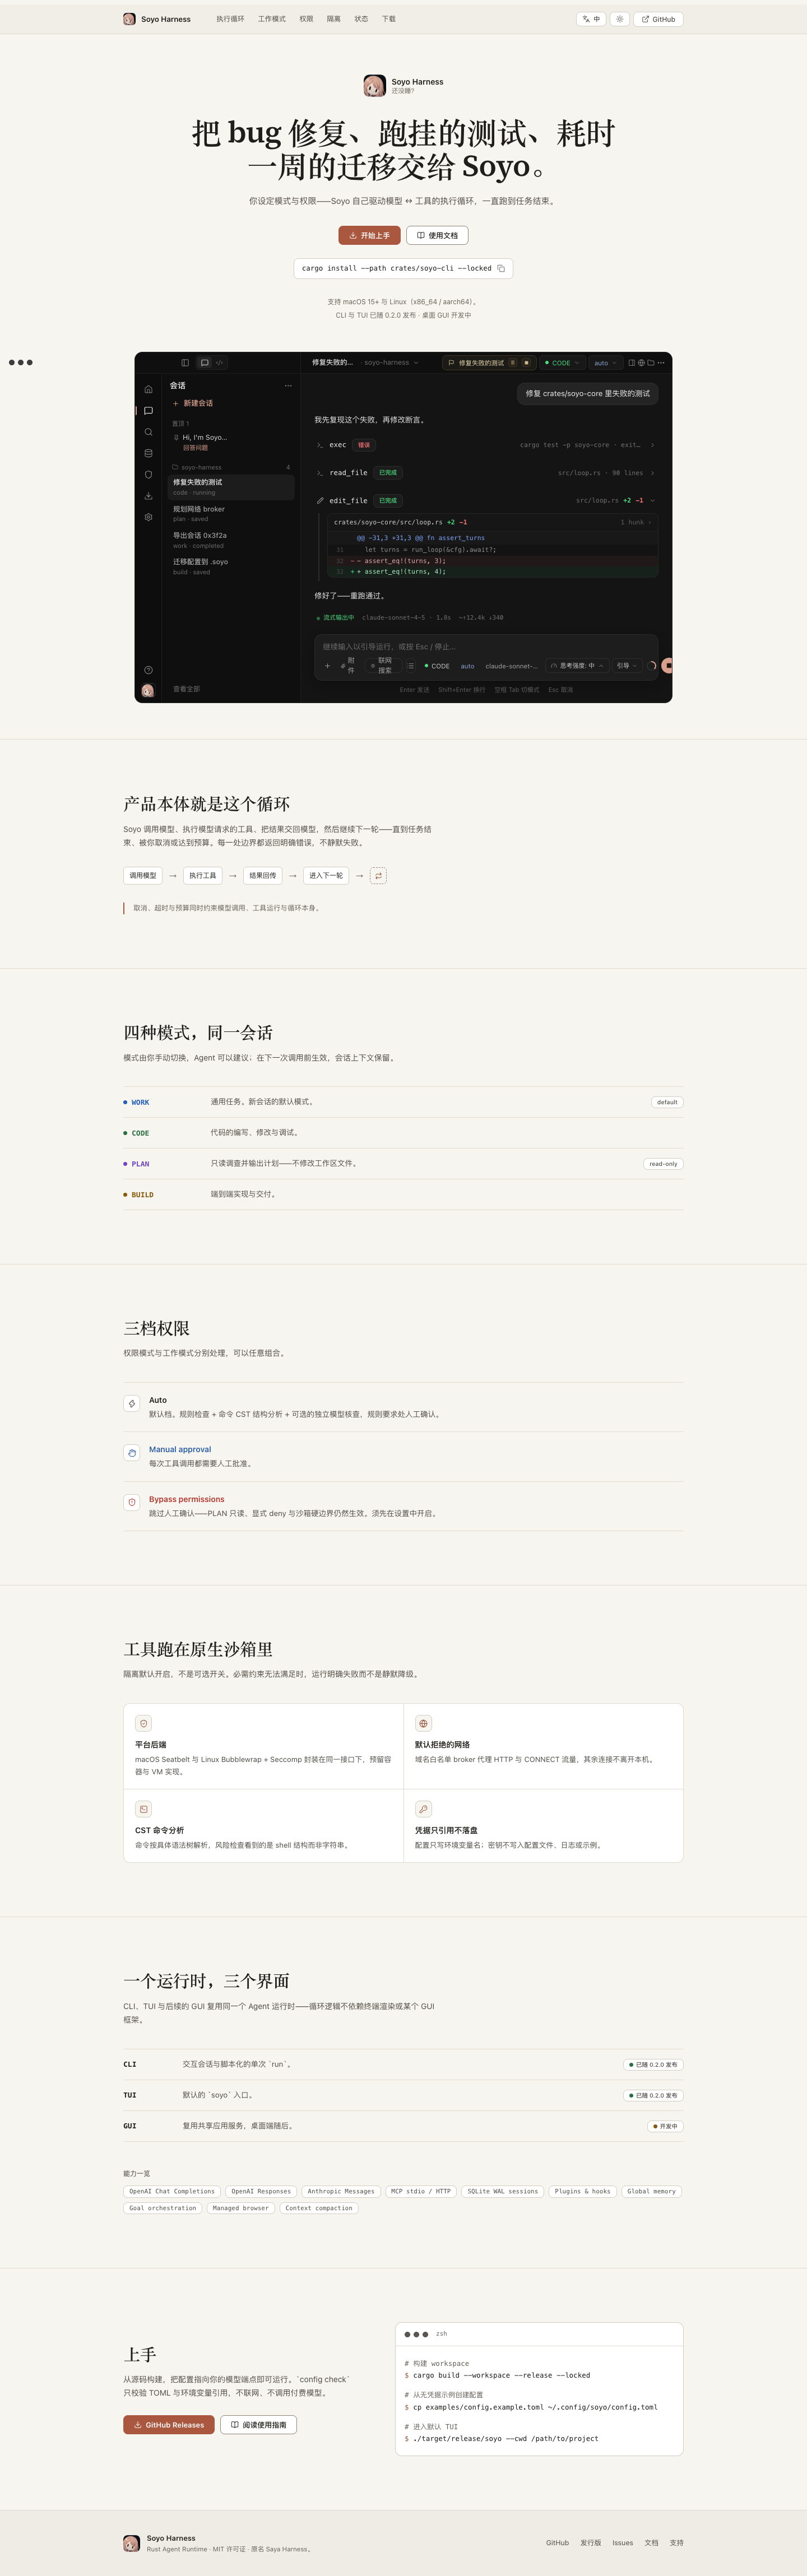 Soyo Harness 执行循环 工作模式 权限 隔离 状态 下载 中 GitHub
Soyo Harness
还没睡?
把 bug 修复、跑挂的测试、耗时
一周的迁移交给 Soyo。
你设定模式与权限——Soyo 自己驱动模型 ↔ 工具的执行循环，一直跑到任务结束。
开始上手 使用文档
cargo install --path crates/soyo-cli --locked
支持 macOS 15+ 与 Linux（x86_64 / aarch64）。
CLI 与 TUI 已随 0.2.0 发布 · 桌面 GUI 开发中
修复失败的... · soyo-harness 修复失败的测试 CODE auto
会话
新建会话
置顶 1
Hi, I'm Soyo...
回答问题
soyo-harness 4
修复失败的测试
code · running
规划网络 broker
plan · saved
导出会话 0x3f2a
work · completed
迁移配置到 .soyo
build · saved
查看全部
修复 crates/soyo-core 里失败的测试
我先复现这个失败，再修改断言。
exec 错误 cargo test -p soyo-core · exit…
read_file 已完成 src/loop.rs · 90 lines
edit_file 已完成 src/loop.rs +2 −1
crates/soyo-core/src/loop.rs +2 −1 1 hunk
@@ -31,3 +31,3 @@ fn assert_turns
31 let turns = run_loop(&cfg).await?;
32 - - assert_eq!(turns, 3);
32 + + assert_eq!(turns, 4);
修好了——重跑通过。
流式输出中 claude-sonnet-4-5 · 1.8s ~↑12.4k ↓340
继续输入以引导运行，或按 Esc / 停止…
附件 联网搜索 CODE auto claude-sonnet-... 思考强度: 中 引导
Enter 发送 Shift+Enter 换行 空框 Tab 切模式 Esc 取消
产品本体就是这个循环
Soyo 调用模型、执行模型请求的工具、把结果交回模型，然后继续下一轮——直到任务结
束、被你取消或达到预算。每一处边界都返回明确错误，不静默失败。
调用模型 → 执行工具 → 结果回传 → 进入下一轮 →
取消、超时与预算同时约束模型调用、工具运行与循环本身。
四种模式，同一会话
模式由你手动切换，Agent 可以建议；在下一次调用前生效，会话上下文保留。
WORK 通用任务。新会话的默认模式。 default
CODE 代码的编写、修改与调试。
PLAN 只读调查并输出计划——不修改工作区文件。 read-only
BUILD 端到端实现与交付。
三档权限
权限模式与工作模式分别处理，可以任意组合。
Auto
默认档。规则检查 + 命令 CST 结构分析 + 可选的独立模型核查，规则要求处人工确认。
Manual approval
每次工具调用都需要人工批准。
Bypass permissions
跳过人工确认——PLAN 只读、显式 deny 与沙箱硬边界仍然生效。须先在设置中开启。
工具跑在原生沙箱里
隔离默认开启，不是可选开关。必需约束无法满足时，运行明确失败而不是静默降级。
平台后端
macOS Seatbelt 与 Linux Bubblewrap + Seccomp 封装在同一接口下，预留容
器与 VM 实现。
默认拒绝的网络
域名白名单 broker 代理 HTTP 与 CONNECT 流量，其余连接不离开本机。
CST 命令分析
命令按具体语法树解析，风险检查看到的是 shell 结构而非字符串。
凭据只引用不落盘
配置只写环境变量名；密钥不写入配置文件、日志或示例。
一个运行时，三个界面
CLI、TUI 与后续的 GUI 复用同一个 Agent 运行时——循环逻辑不依赖终端渲染或某个 GUI
框架。
CLI 交互会话与脚本化的单次 `run`。 已随 0.2.0 发布
TUI 默认的 `soyo` 入口。 已随 0.2.0 发布
GUI 复用共享应用服务，桌面端随后。 开发中
能力一览
OpenAI Chat Completions OpenAI Responses Anthropic Messages MCP stdio / HTTP SQLite WAL sessions Plugins & hooks Global memory
Goal orchestration Managed browser Context compaction
上手
从源码构建，把配置指向你的模型端点即可运行。`config check`
只校验 TOML 与环境变量引用，不联网、不调用付费模型。
GitHub Releases 阅读使用指南
zsh
# 构建 workspace
$ cargo build --workspace --release --locked
# 从无凭据示例创建配置
$ cp examples/config.example.toml ~/.config/soyo/config.toml
# 进入默认 TUI
$ ./target/release/soyo --cwd /path/to/project
Soyo Harness
Rust Agent Runtime · MIT 许可证 · 原名 Saya Harness。
GitHub 发行版 Issues 文档 支持